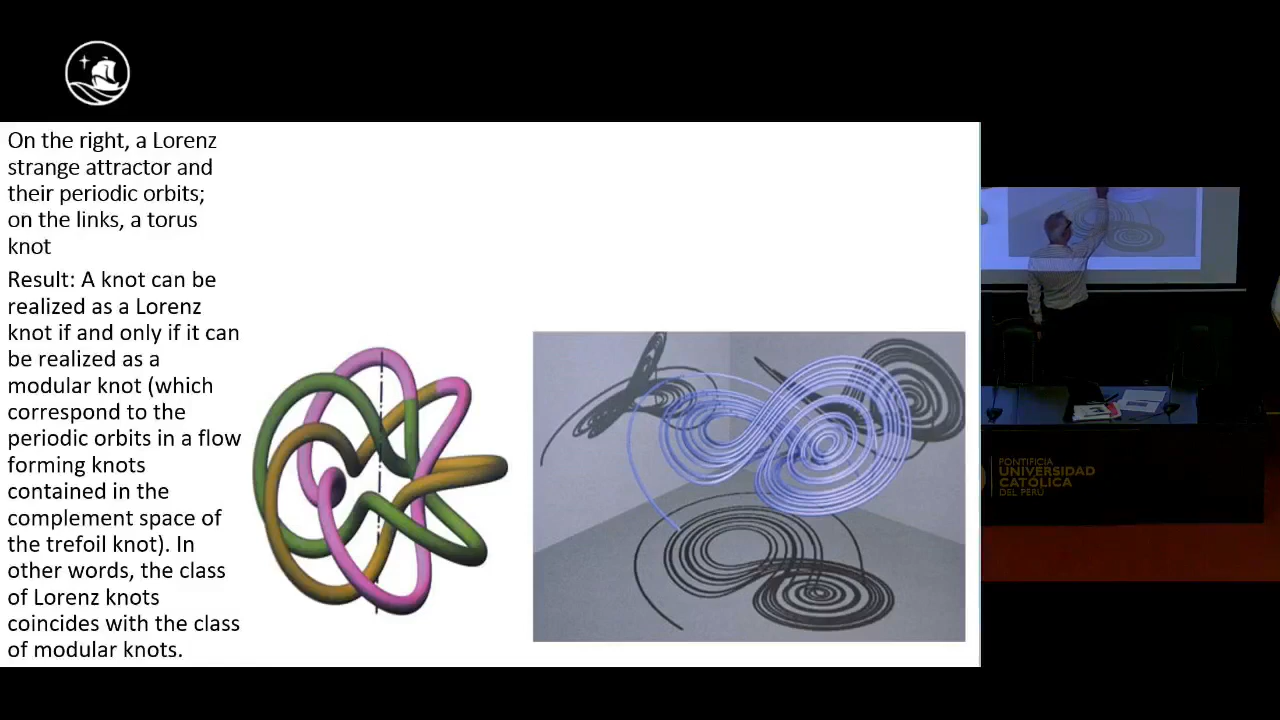 On the right, a Lorenz
strange attractor and
their periodic orbits;
on the links, a torus
knot
Result: A knot can be
realized as a Lorenz
knot if and only if it can
be realized as a
modular knot (which
correspond to the
periodic orbits in a flow
forming knots
contained in the
complement space of
the trefoil knot). In
other words, the class
of Lorenz knots
coincides with the class
of modular knots.
PONTIFICIA
UNIVERSIDAD
CATÓLICA
DEL PERÚ